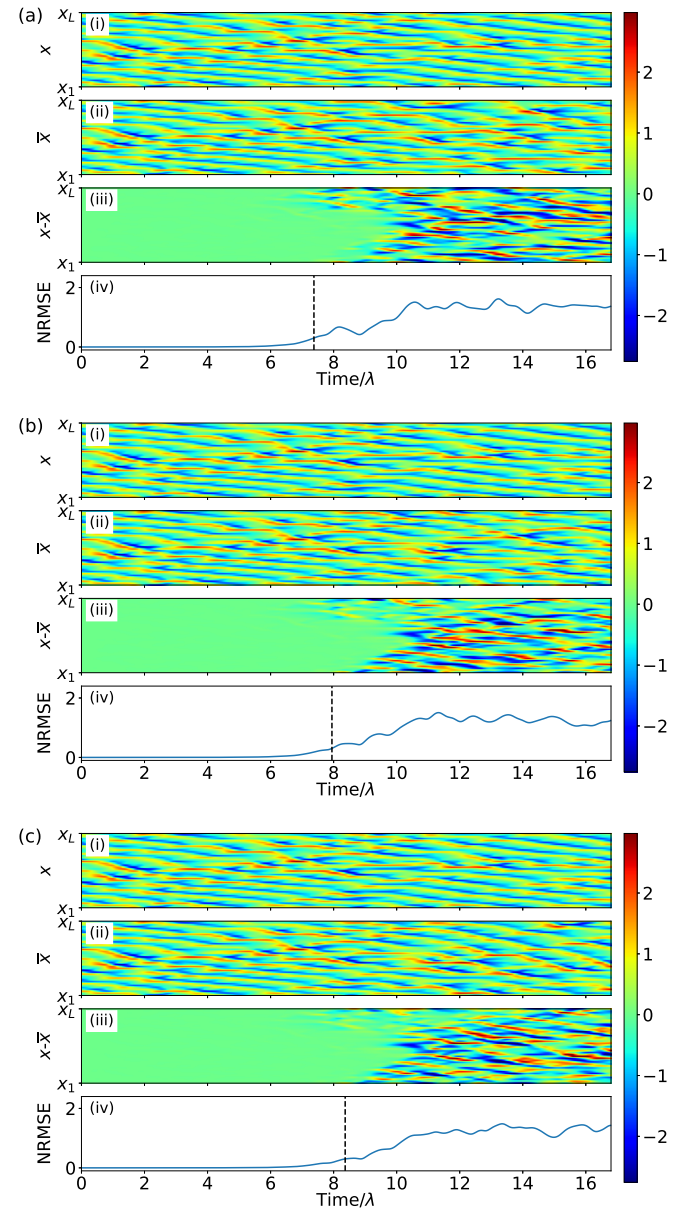 (a)
x_L
(i)
x
x_1
x_L
(ii)
x̅
x_1
x_L
(iii)
x-x̅
x_1
2
(iv)
NRMSE
0
0 2 4 6 8 10 12 14 16
Time/λ
2
1
0
−1
−2
(b)
x_L
(i)
x
x_1
x_L
(ii)
x̅
x_1
x_L
(iii)
x-x̅
x_1
2
(iv)
NRMSE
0
0 2 4 6 8 10 12 14 16
Time/λ
2
1
0
−1
−2
(c)
x_L
(i)
x
x_1
x_L
(ii)
x̅
x_1
x_L
(iii)
x-x̅
x_1
2
(iv)
NRMSE
0
0 2 4 6 8 10 12 14 16
Time/λ
2
1
0
−1
−2